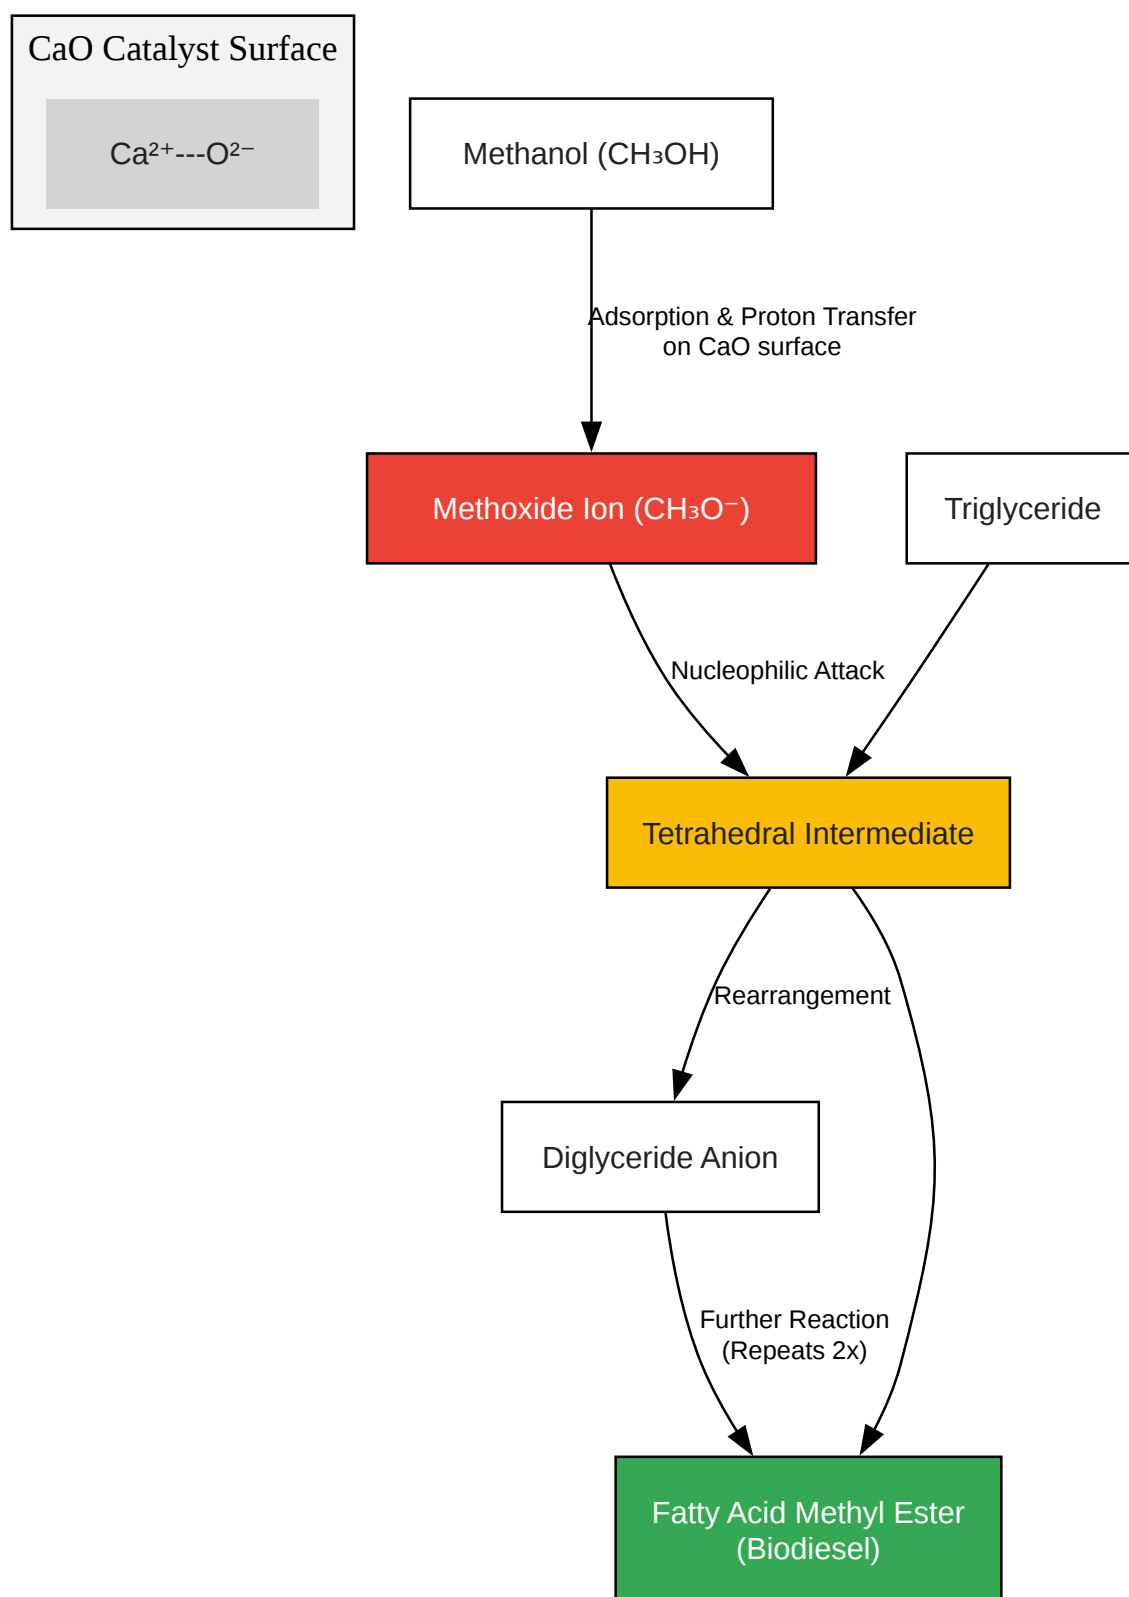 CaO Catalyst Surface
Ca²⁺---O²⁻
Methanol (CH₃OH)
Adsorption & Proton Transfer
on CaO surface
Methoxide Ion (CH₃O⁻)
Triglyceride
Nucleophilic Attack
Tetrahedral Intermediate
Rearrangement
Diglyceride Anion
Further Reaction
(Repeats 2x)
Fatty Acid Methyl Ester
(Biodiesel)